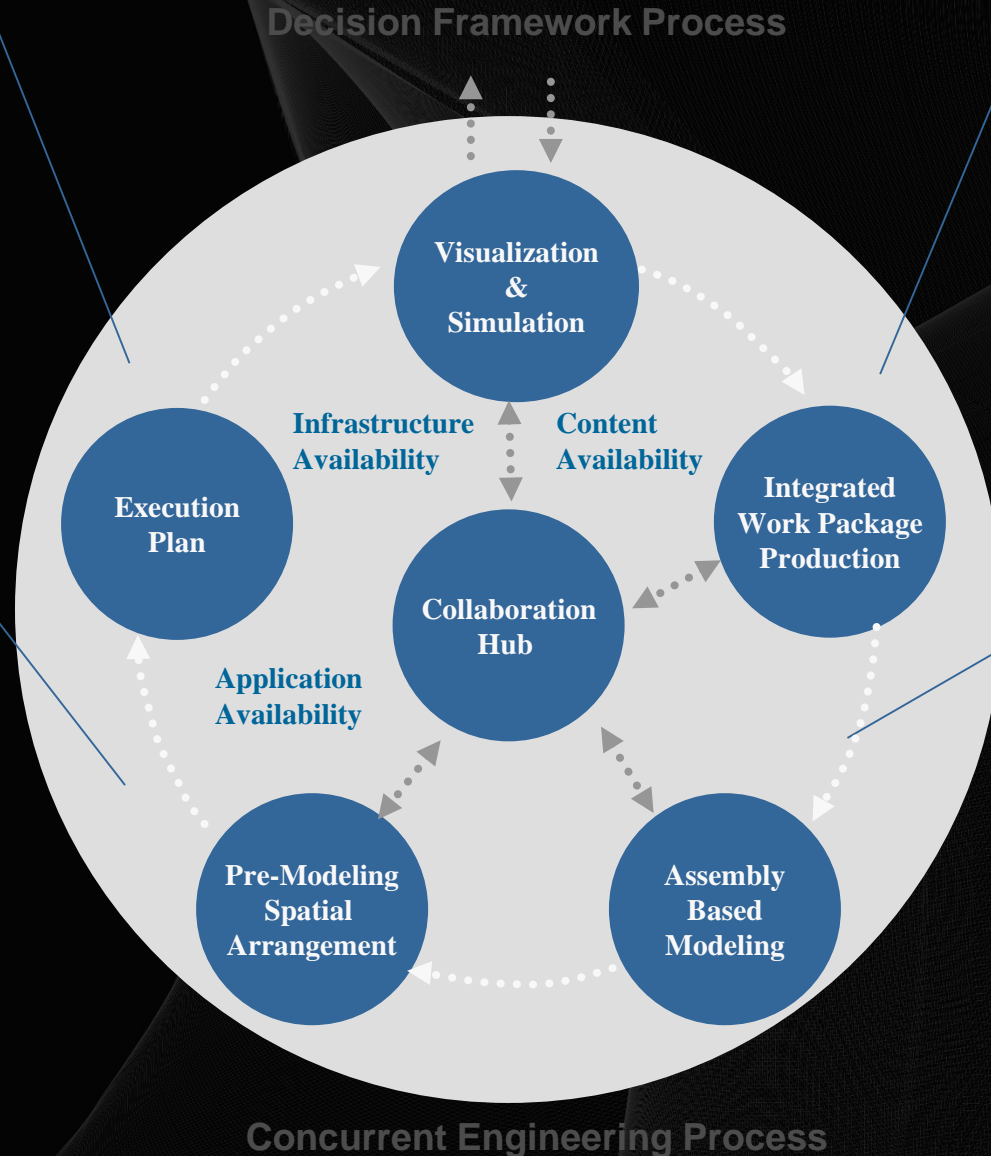 Decision Framework Process
Visualization
&
Simulation
Infrastructure
Availability
Content
Availability
Execution
Plan
Integrated
Work Package
Production
Collaboration
Hub
Application
Availability
Pre-Modeling
Spatial
Arrangement
Assembly
Based
Modeling
Concurrent Engineering Process